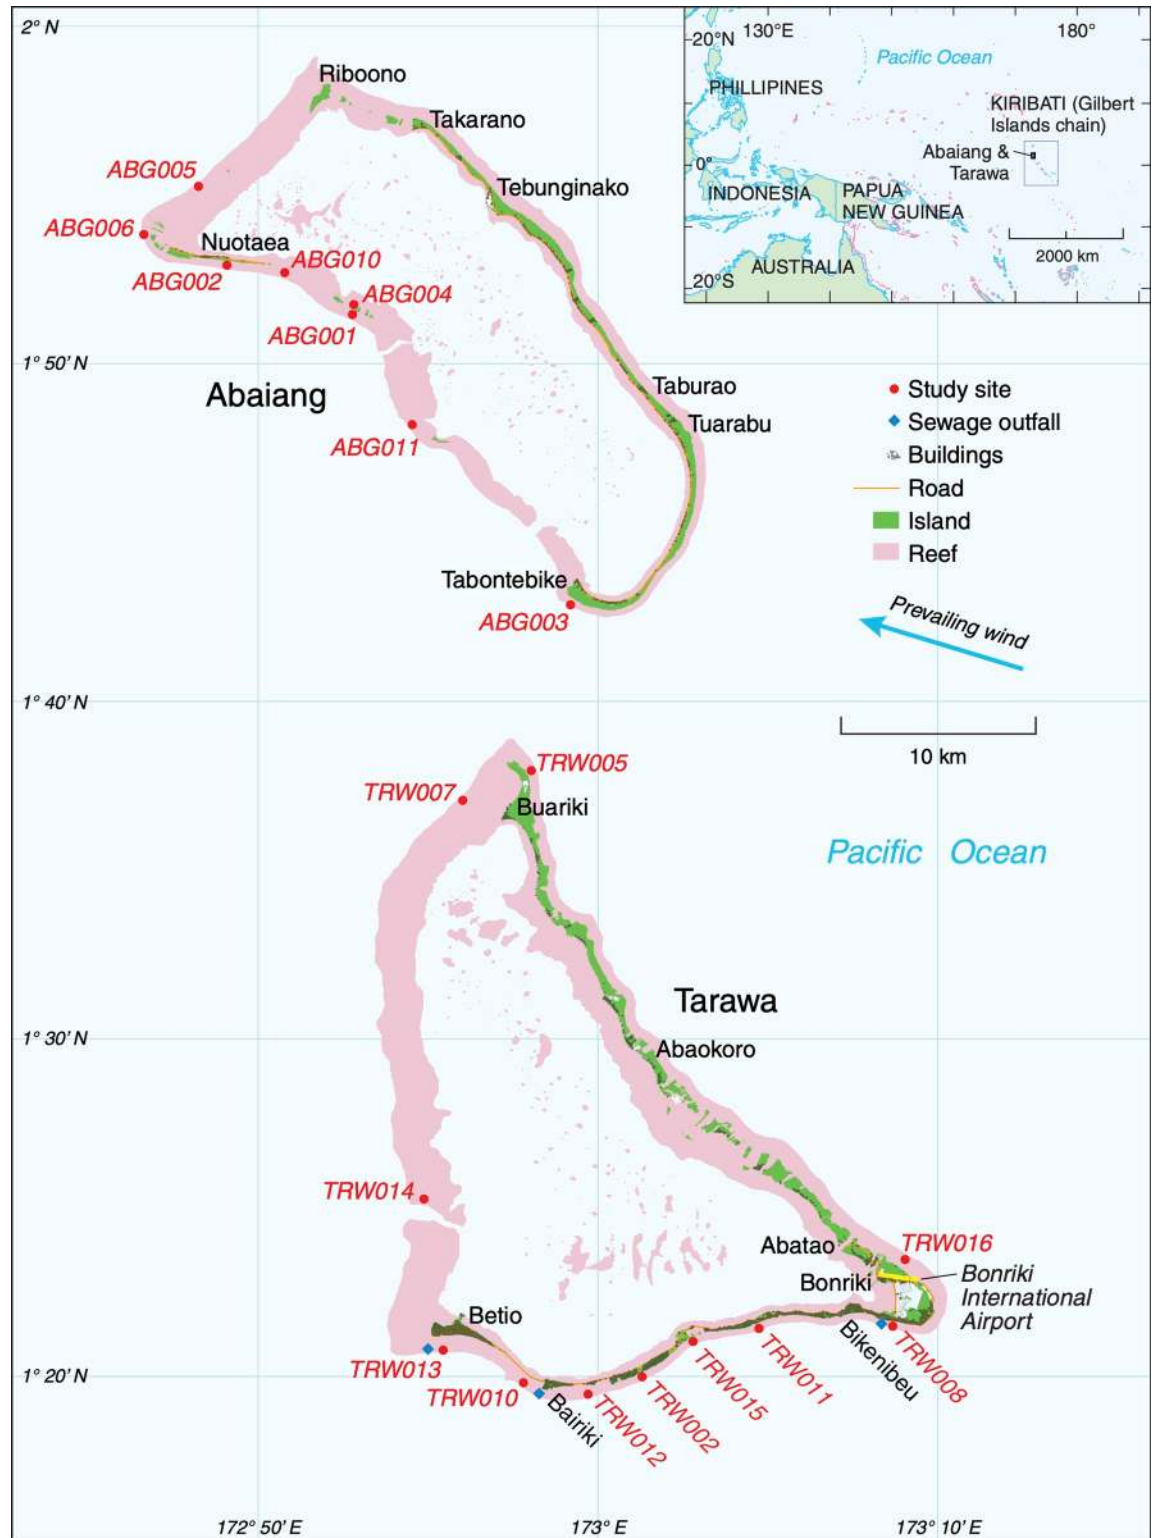 2° N
Riboono
Takarano
ABG005
Tebunginako
ABG006
Nuotaea
ABG010
ABG002
ABG004
ABG001
1° 50' N
Abaiang
Taburao
Tuarabu
ABG011
Tabontebike
ABG003
130°E
180°
20°N
Pacific Ocean
PHILLIPINES
KIRIBATI (Gilbert
Islands chain)
Abaiang &
Tarawa
0°
INDONESIA
PAPUA
NEW GUINEA
AUSTRALIA
2000 km
20°S
Study site
Sewage outfall
Buildings
Road
Island
Reef
Prevailing wind
1° 40' N
10 km
TRW005
TRW007
Buariki
Pacific Ocean
Tarawa
1° 30' N
Abaokoro
TRW014
Abatao
TRW016
Bonriki
Bonriki
International
Airport
Betio
TRW013
1° 20' N
TRW010
Bairiki
TRW012
TRW002
TRW015
TRW011
Bikenibeu
TRW008
172° 50' E
173° E
173° 10' E